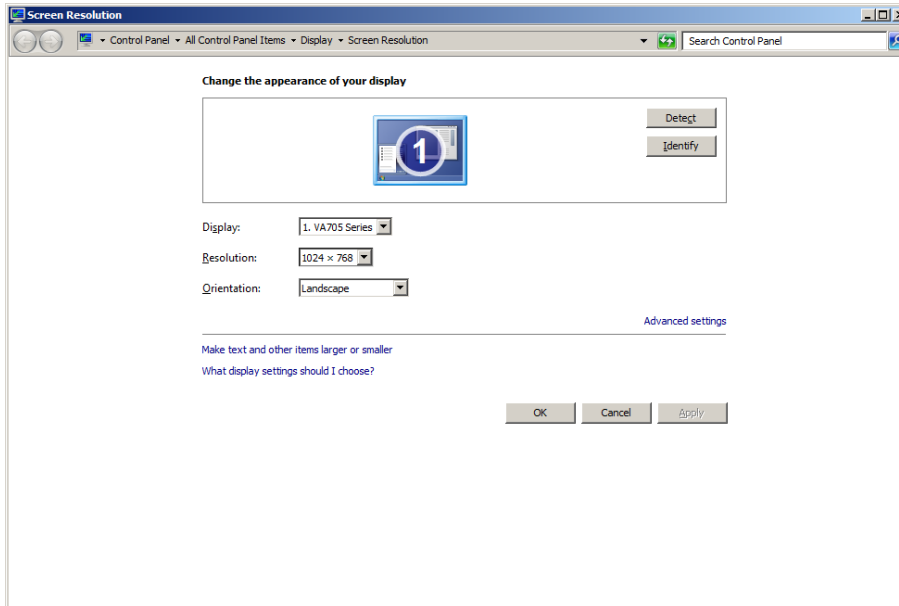 Screen Resolution
Control Panel All Control Panel Items Display Screen Resolution Search Control Panel
Change the appearance of your display
1
Detect
Identify
Display: 1. VA705 Series
Resolution: 1024 × 768
Orientation: Landscape
Advanced settings
Make text and other items larger or smaller
What display settings should I choose?
OK Cancel Apply